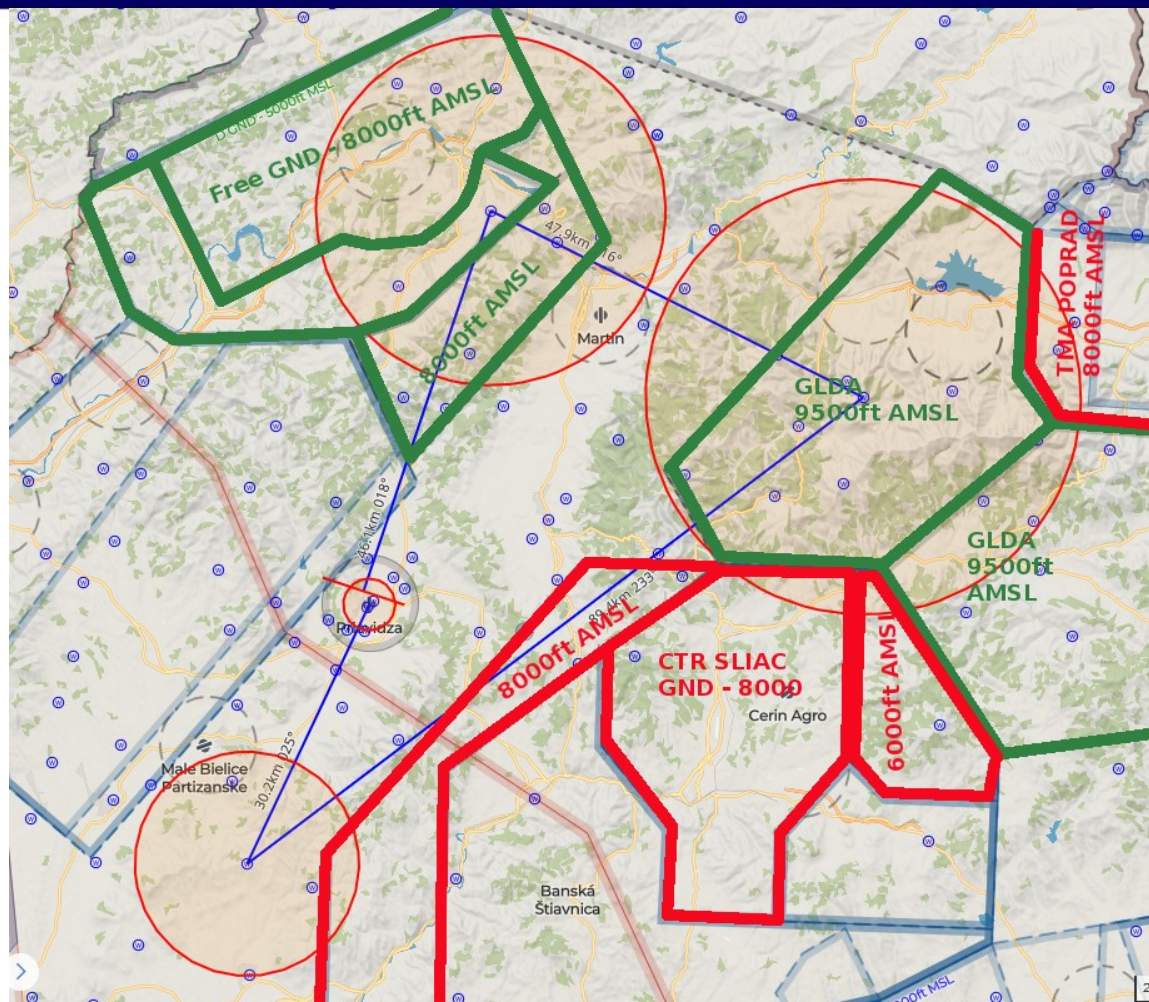 D GND - 5000ft MSL
Free GND - 8000ft AMSL
47.9km 116°
8000ft AMSL
Martin
TMA POPRAD
8000ft AMSL
GLDA
9500ft AMSL
46.1km 018°
GLDA
9500ft
AMSL
89.4km 233°
Prievidza
8000ft AMSL
CTR SLIAC
GND - 8000
6000ft AMSL
Cerin Agro
Male Bielice
Partizanske
30.2km 025°
Banská
Štiavnica
000ft MSL
2